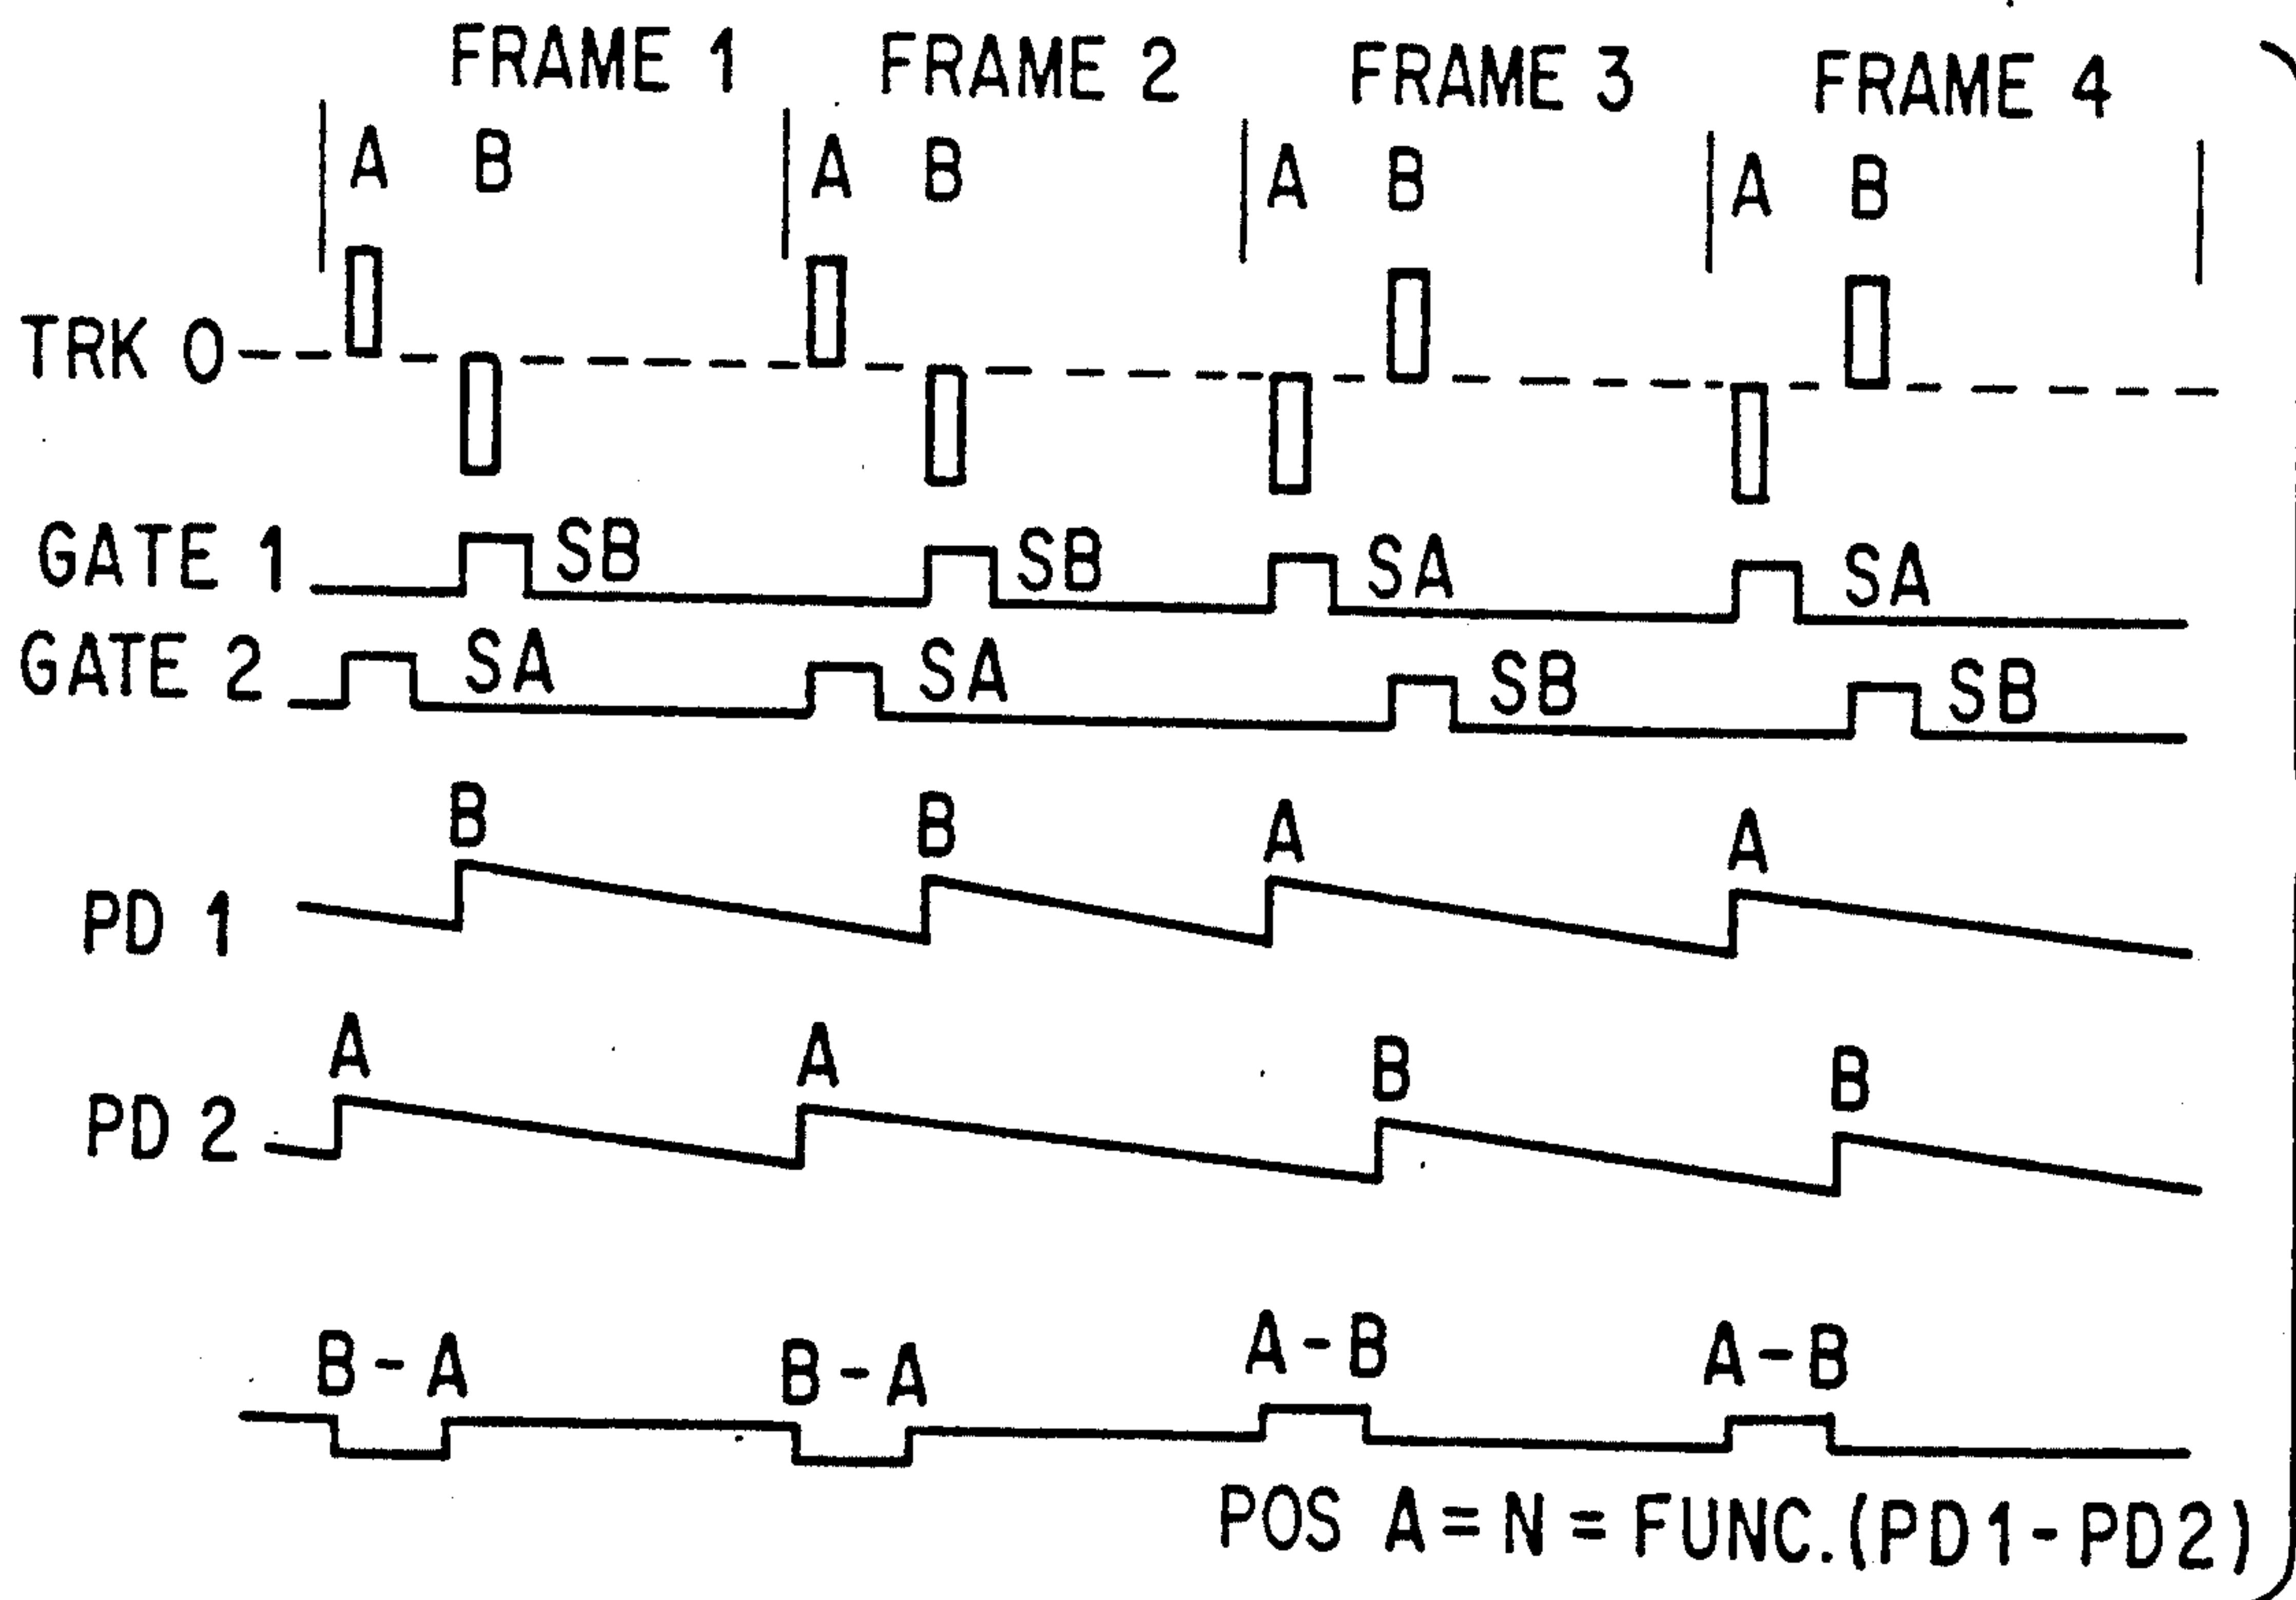 FRAME 1 FRAME 2 FRAME 3 FRAME 4
A B A B A B A B
TRK 0
GATE 1 SB SB SA SA
GATE 2 SA SA SB SB
B B A A
PD 1
A A B B
PD 2
B-A B-A A-B A-B
POS A=N=FUNC.(PD1-PD2)